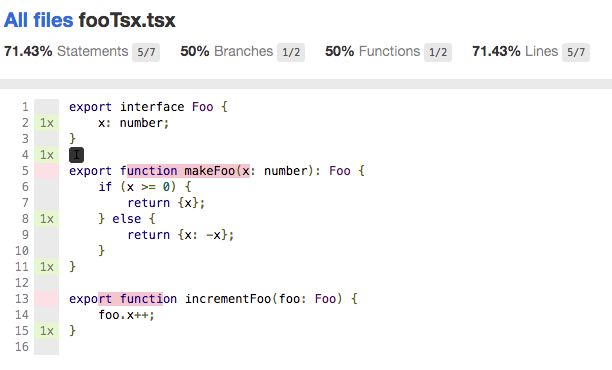 All files fooTsx.tsx
71.43% Statements 5/7 50% Branches 1/2 50% Functions 1/2 71.43% Lines 5/7
1 export interface Foo {
2 1x x: number;
3 }
4 1x I
5 export function makeFoo(x: number): Foo {
6 if (x >= 0) {
7 return {x};
8 1x } else {
9 return {x: -x};
10 }
11 1x }
12
13 export function incrementFoo(foo: Foo) {
14 foo.x++;
15 1x }
16